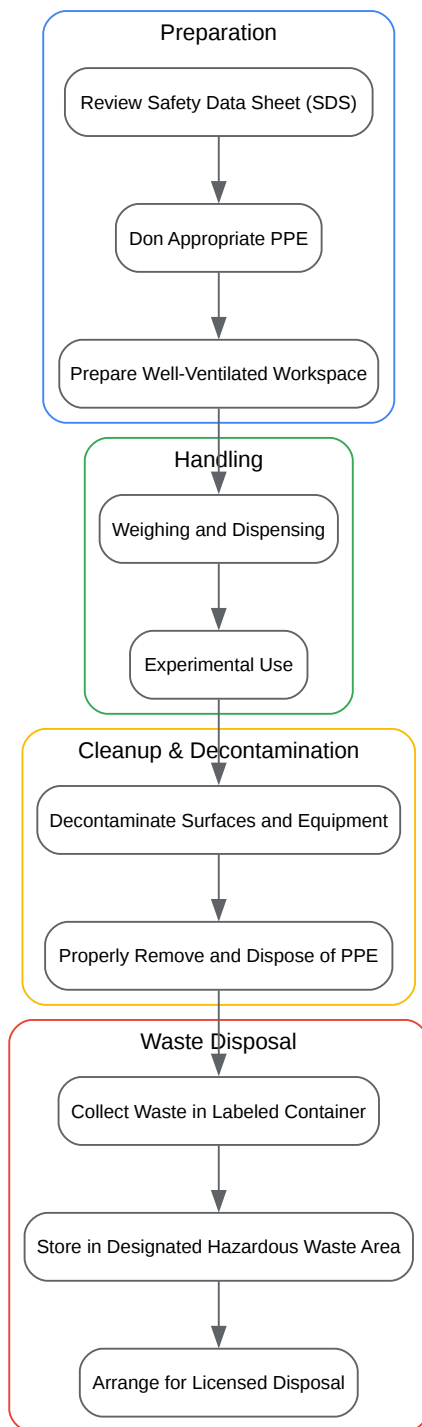 Preparation
Review Safety Data Sheet (SDS)
Don Appropriate PPE
Prepare Well-Ventilated Workspace
Handling
Weighing and Dispensing
Experimental Use
Cleanup & Decontamination
Decontaminate Surfaces and Equipment
Properly Remove and Dispose of PPE
Waste Disposal
Collect Waste in Labeled Container
Store in Designated Hazardous Waste Area
Arrange for Licensed Disposal